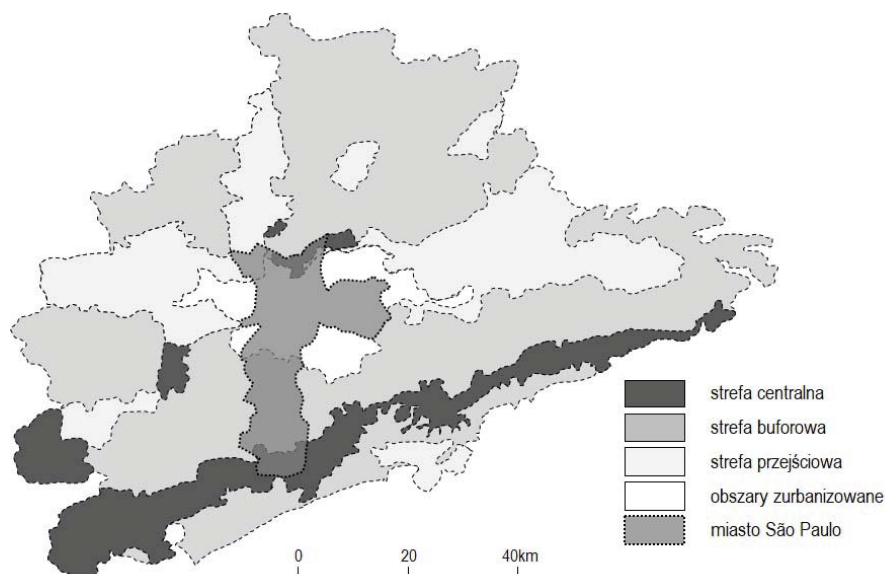 strefa centralna
strefa buforowa
strefa przejściowa
obszary zurbanizowane
miasto São Paulo
0 20 40km